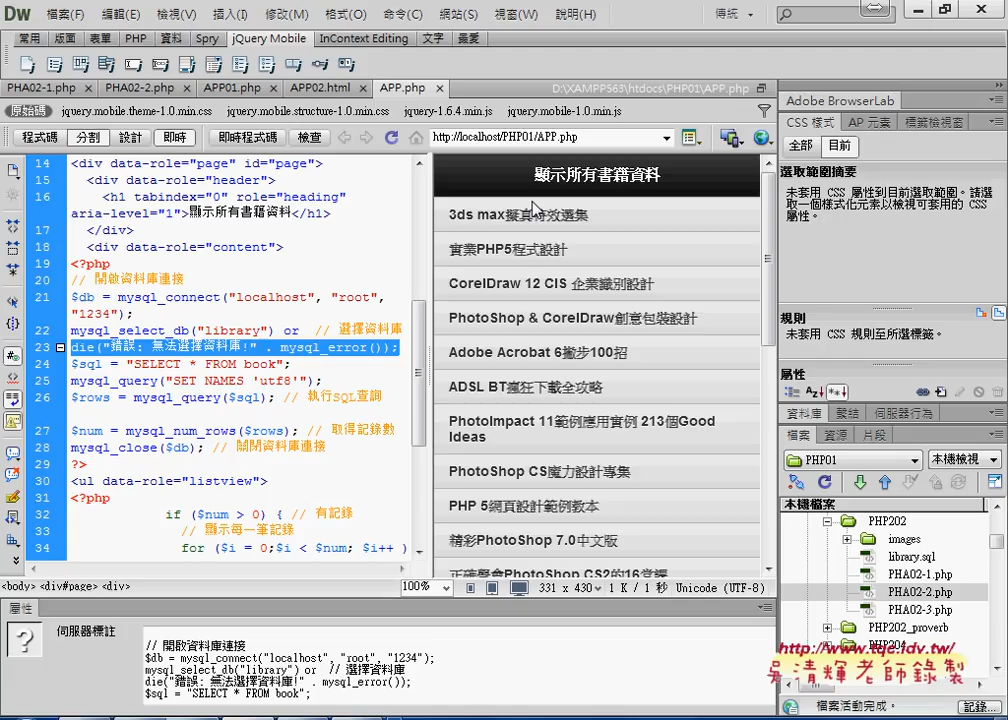 Dw 檔案(F) 編輯(E) 檢視(V) 插入(I) 修改(M) 格式(O) 命令(C) 網站(S) 視窗(W) 說明(H) 傳統
常用 版面 表單 PHP 資料 Spry jQuery Mobile InContext Editing 文字 最愛
PHA02-1.php PHA02-2.php APP01.php APP02.html APP.php D:\XAMPP563\htdocs\PHP01\APP.php
原始碼 jquery.mobile.theme-1.0.min.css jquery.mobile.structure-1.0.min.css jquery-1.6.4.min.js jquery.mobile-1.0.min.js
程式碼 分割 設計 即時 即時程式碼 檢查 http://localhost/PHP01/APP.php
14 <div data-role="page" id="page">
15 <div data-role="header">
16 <h1 tabindex="0" role="heading"
aria-level="1">顯示所有書籍資料</h1>
17 </div>
18 <div data-role="content">
19 <?php
20 // 開啟資料庫連接
21 $db = mysql_connect("localhost", "root",
"1234");
22 mysql_select_db("library") or // 選擇資料庫
23 die("錯誤: 無法選擇資料庫!" . mysql_error());
24 $sql = "SELECT * FROM book";
25 mysql_query("SET NAMES 'utf8'");
26 $rows = mysql_query($sql); // 執行SQL查詢
27 $num = mysql_num_rows($rows); // 取得記錄數
28 mysql_close($db); // 關閉資料庫連接
29 ?>
30 <ul data-role="listview">
31 <?php
32 if ($num > 0) { // 有記錄
33 // 顯示每一筆記錄
34 for ($i = 0;$i < $num; $i++ )
顯示所有書籍資料
3ds max擬真特效選集
實業PHP5程式設計
CorelDraw 12 CIS 企業識別設計
PhotoShop & CorelDraw創意包裝設計
Adobe Acrobat 6撇步100招
ADSL BT瘋狂下載全攻略
PhotoImpact 11範例應用實例 213個Good
Ideas
PhotoShop CS魔力設計專集
PHP 5網頁設計範例教本
精彩PhotoShop 7.0中文版
正確學會PhotoShop CS2的16堂課
<body> <div#page> <div> 100% 331 x 430 1 K / 1 秒 Unicode (UTF-8)
屬性
伺服器標註
// 開啟資料庫連接
$db = mysql_connect("localhost", "root", "1234");
mysql_select_db("library") or // 選擇資料庫
die("錯誤: 無法選擇資料庫!" . mysql_error());
$sql = "SELECT * FROM book";
Adobe BrowserLab
CSS 樣式 AP 元素 標籤檢視窗
全部 目前
選取範圍摘要
未套用 CSS 屬性到目前選取範圍。請選
取一個樣式化元素以檢視可套用的 CSS
屬性。
規則
未套用 CSS 規則至所選標籤。
屬性
資料庫 繫結 伺服器行為
檔案 資源 片段
PHP01 本機檢視
本機檔案
PHP202
images
library.sql
PHA02-1.php
PHA02-2.php
PHA02-3.php
PHP202_proverb
PHP204
http://www.tqe.idv.tw/
吳清輝老師錄製
檔案活動完成。 記錄...